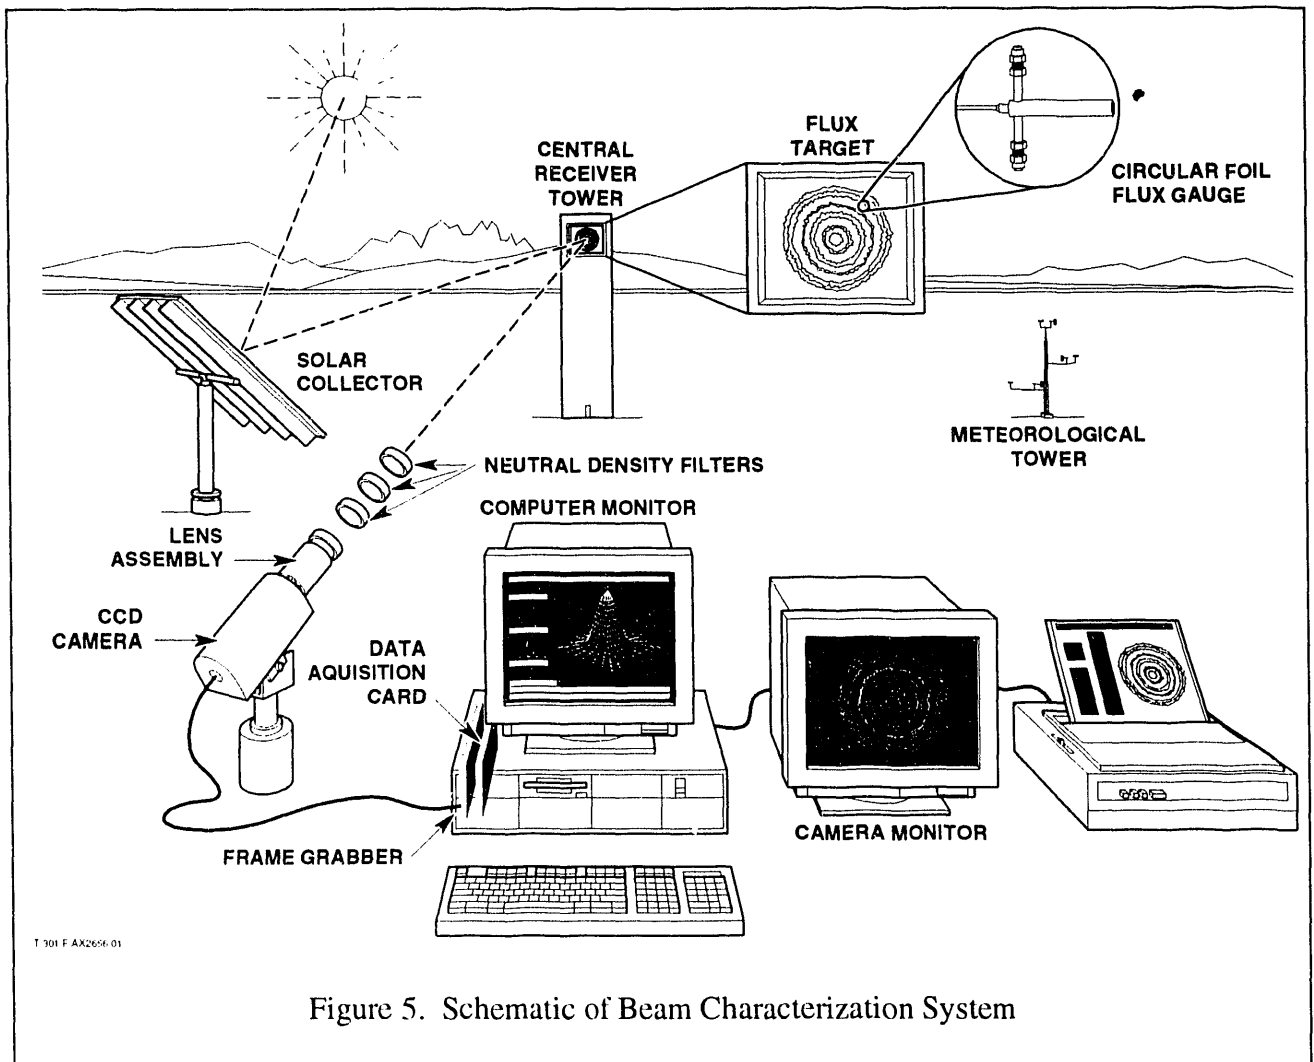 CENTRAL
RECEIVER
TOWER
FLUX
TARGET
CIRCULAR FOIL
FLUX GAUGE
SOLAR
COLLECTOR
METEOROLOGICAL
TOWER
NEUTRAL DENSITY FILTERS
COMPUTER MONITOR
LENS
ASSEMBLY
CCD
CAMERA
DATA
AQUISITION
CARD
CAMERA MONITOR
FRAME GRABBER
T 301 F AX2656 01
Figure 5. Schematic of Beam Characterization System